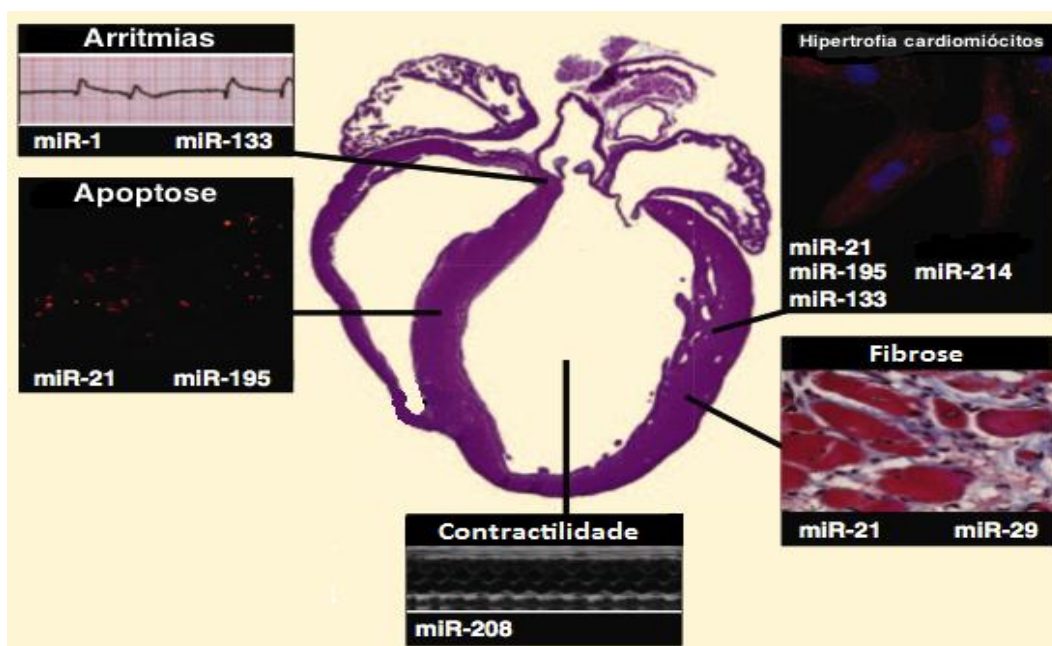 Arritmias
miR-1 miR-133
Apoptose
miR-21 miR-195
Hipertrofia cardiomiócitos
miR-21
miR-195 miR-214
miR-133
Fibrose
miR-21 miR-29
Contractilidade
miR-208